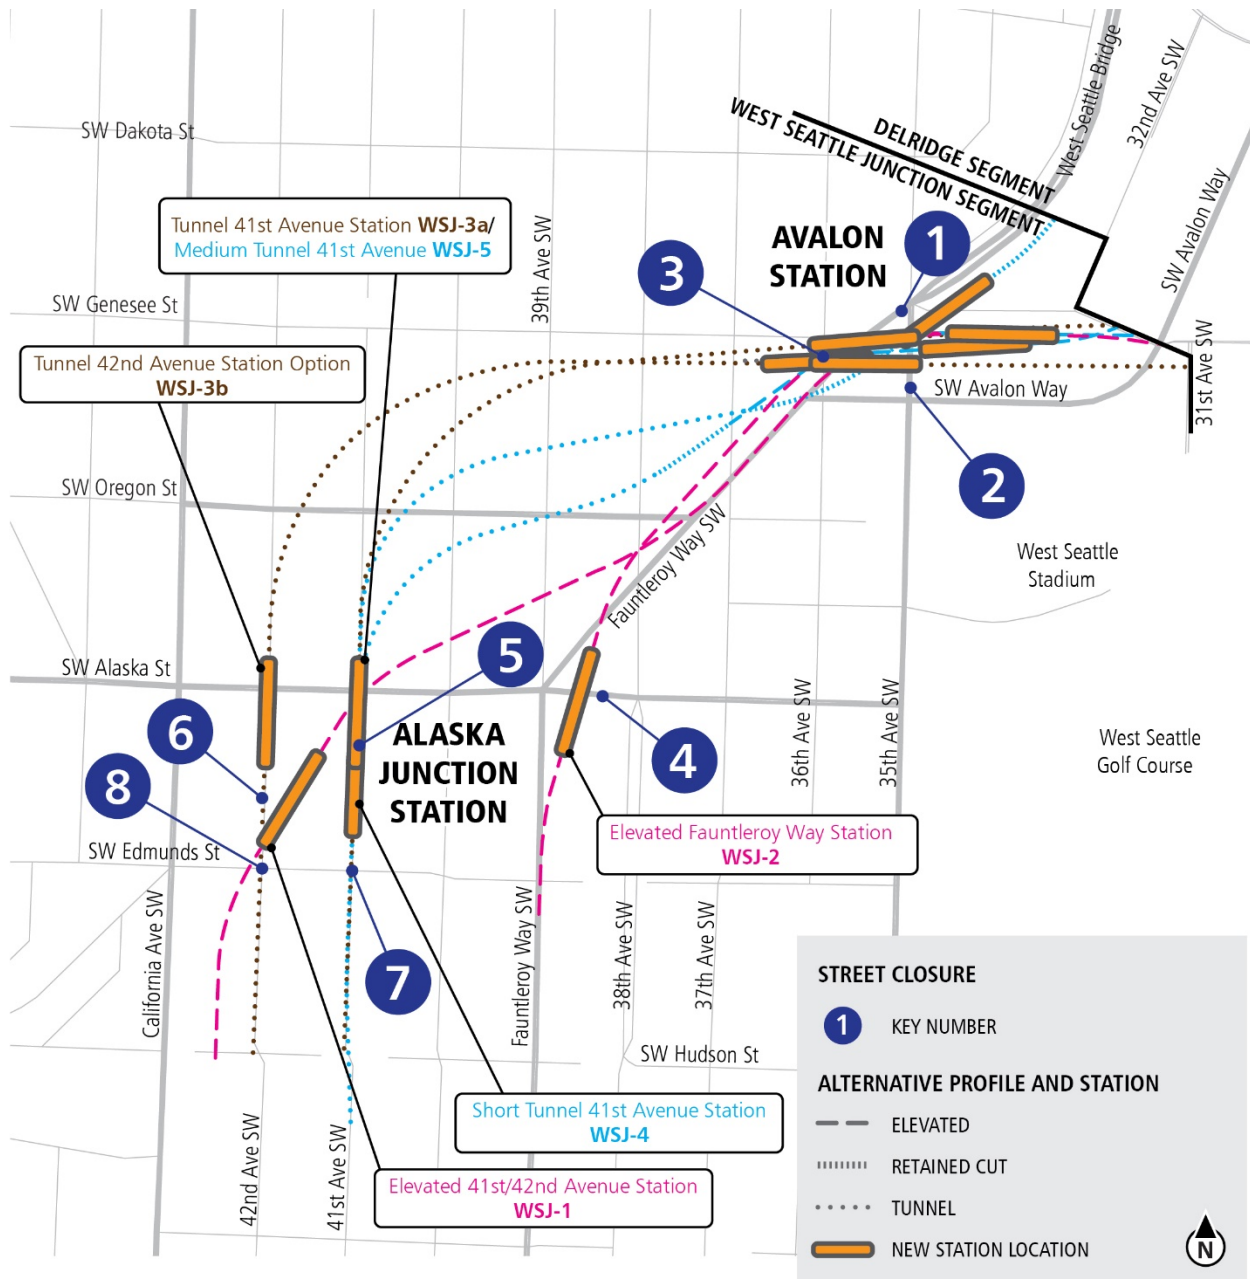 SW Dakota St
West Seattle Bridge
32nd Ave SW
DELRIDGE SEGMENT
WEST SEATTLE JUNCTION SEGMENT
SW Avalon Way
Tunnel 41st Avenue Station WSJ-3a/
Medium Tunnel 41st Avenue WSJ-5
39th Ave SW
AVALON
STATION
1
3
SW Genesee St
31st Ave SW
Tunnel 42nd Avenue Station Option
WSJ-3b
SW Avalon Way
2
SW Oregon St
Fauntleroy Way SW
West Seattle
Stadium
SW Alaska St
5
6
ALASKA
JUNCTION
STATION
4
36th Ave SW
35th Ave SW
West Seattle
Golf Course
8
SW Edmunds St
Elevated Fauntleroy Way Station
WSJ-2
California Ave SW
7
Fauntleroy Way SW
38th Ave SW
37th Ave SW
SW Hudson St
Short Tunnel 41st Avenue Station
WSJ-4
42nd Ave SW
41st Ave SW
Elevated 41st/42nd Avenue Station
WSJ-1
STREET CLOSURE
1 KEY NUMBER
ALTERNATIVE PROFILE AND STATION
ELEVATED
RETAINED CUT
TUNNEL
NEW STATION LOCATION
N